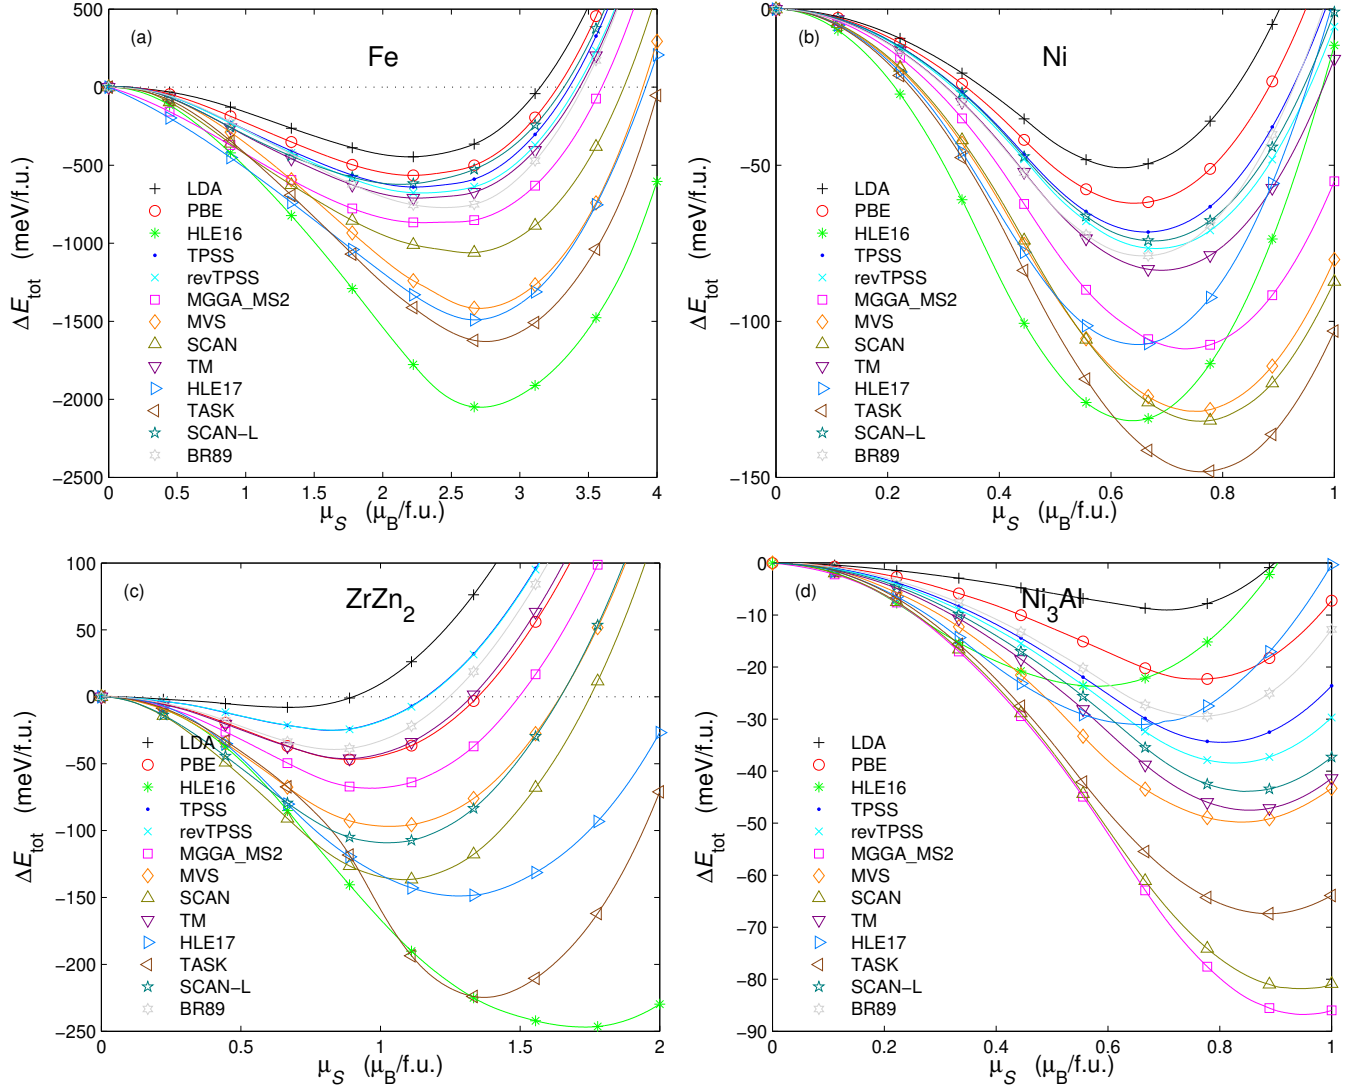 (a)
Fe
500
0
−500
−1000
−1500
−2000
−2500
ΔE_tot (meV/f.u.)
LDA
PBE
HLE16
TPSS
revTPSS
MGGA_MS2
MVS
SCAN
TM
HLE17
TASK
SCAN−L
BR89
0 0.5 1 1.5 2 2.5 3 3.5 4
μ_S (μ_B/f.u.)
(b)
Ni
0
−50
−100
−150
ΔE_tot (meV/f.u.)
LDA
PBE
HLE16
TPSS
revTPSS
MGGA_MS2
MVS
SCAN
TM
HLE17
TASK
SCAN−L
BR89
0 0.2 0.4 0.6 0.8 1
μ_S (μ_B/f.u.)
(c)
ZrZn₂
100
50
0
−50
−100
−150
−200
−250
ΔE_tot (meV/f.u.)
LDA
PBE
HLE16
TPSS
revTPSS
MGGA_MS2
MVS
SCAN
TM
HLE17
TASK
SCAN−L
BR89
0 0.5 1 1.5 2
μ_S (μ_B/f.u.)
(d)
Ni₃Al
0
−10
−20
−30
−40
−50
−60
−70
−80
−90
ΔE_tot (meV/f.u.)
LDA
PBE
HLE16
TPSS
revTPSS
MGGA_MS2
MVS
SCAN
TM
HLE17
TASK
SCAN−L
BR89
0 0.2 0.4 0.6 0.8 1
μ_S (μ_B/f.u.)